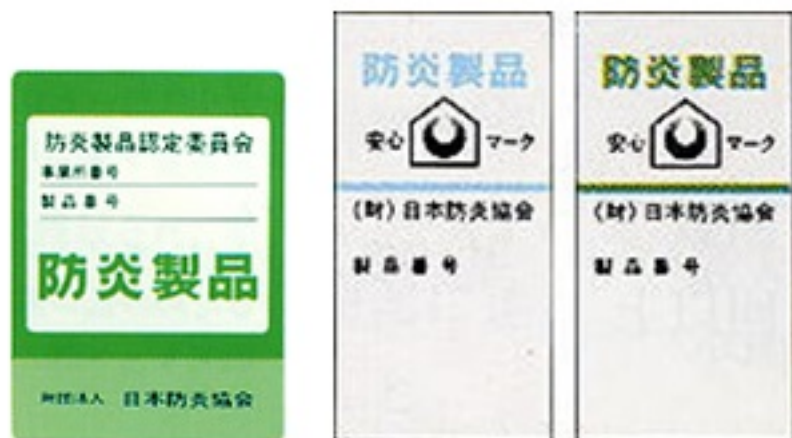 防炎製品認定委員会
事業所番号
製品番号
防炎製品
財団法人 日本防炎協会
防炎製品
安心 マーク
(財)日本防炎協会
製品番号
防炎製品
安心 マーク
(財)日本防炎協会
製品番号